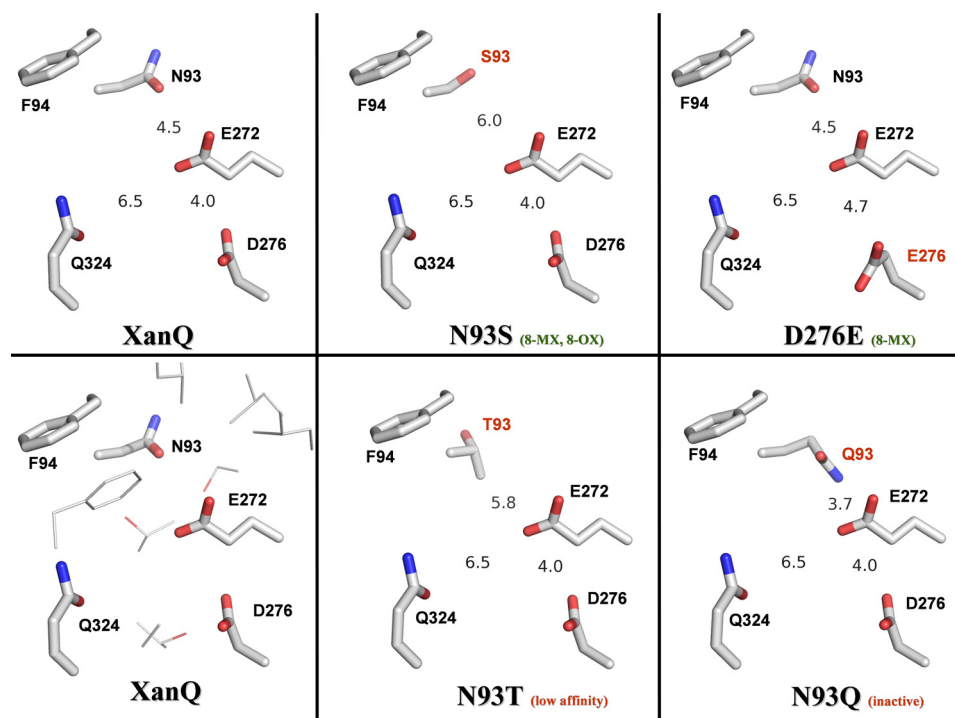 N93
F94
4.5
E272
6.5
4.0
Q324
D276
XanQ
S93
6.0
E272
6.5
4.0
Q324
D276
N93S (8-MX, 8-OX)
N93
F94
4.5
E272
6.5
4.7
Q324
E276
D276E (8-MX)
N93
F94
E272
Q324
D276
XanQ
T93
F94
5.8
E272
6.5
4.0
Q324
D276
N93T (low affinity)
Q93
F94
3.7
E272
6.5
4.0
Q324
D276
N93Q (inactive)